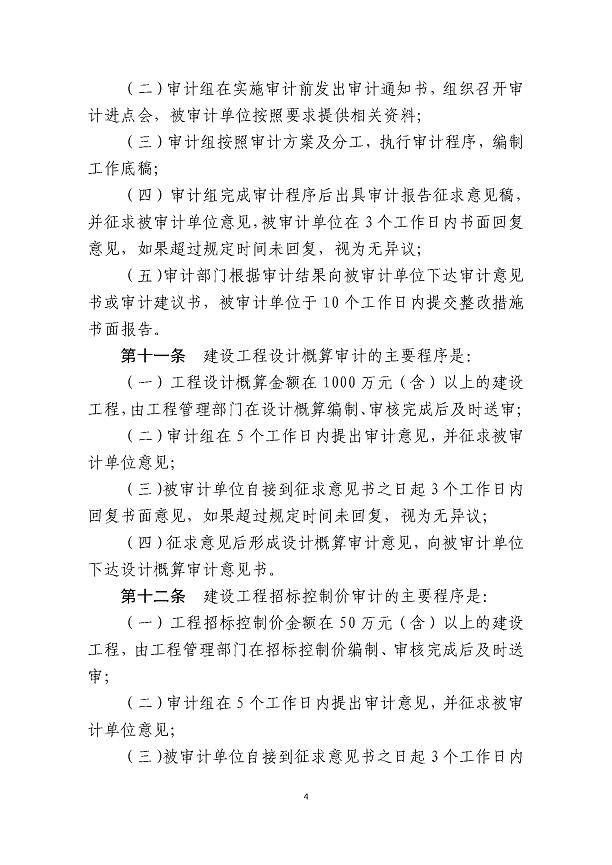 （二）审计组在实施审计前发出审计通知书，组织召开审
计进点会，被审计单位按照要求提供相关资料；
（三）审计组按照审计方案及分工，执行审计程序，编制
工作底稿；
（四）审计组完成审计程序后出具审计报告征求意见稿，
并征求被审计单位意见，被审计单位在 3 个工作日内书面回复
意见，如果超过规定时间未回复，视为无异议；
（五）审计部门根据审计结果向被审计单位下达审计意见
书或审计建议书，被审计单位于 10 个工作日内提交整改措施
书面报告。
第十一条 建设工程设计概算审计的主要程序是：
（一）工程设计概算金额在 1000 万元（含）以上的建设
工程，由工程管理部门在设计概算编制、审核完成后及时送审；
（二）审计组在 5 个工作日内提出审计意见，并征求被审
计单位意见；
（三）被审计单位自接到征求意见书之日起 3 个工作日内
回复书面意见，如果超过规定时间未回复，视为无异议；
（四）征求意见后形成设计概算审计意见，向被审计单位
下达设计概算审计意见书。
第十二条 建设工程招标控制价审计的主要程序是：
（一）工程招标控制价金额在 50 万元（含）以上的建设
工程，由工程管理部门在招标控制价编制、审核完成后及时送
审；
（二）审计组在 5 个工作日内提出审计意见，并征求被审
计单位意见；
（三）被审计单位自接到征求意见书之日起 3 个工作日内
4